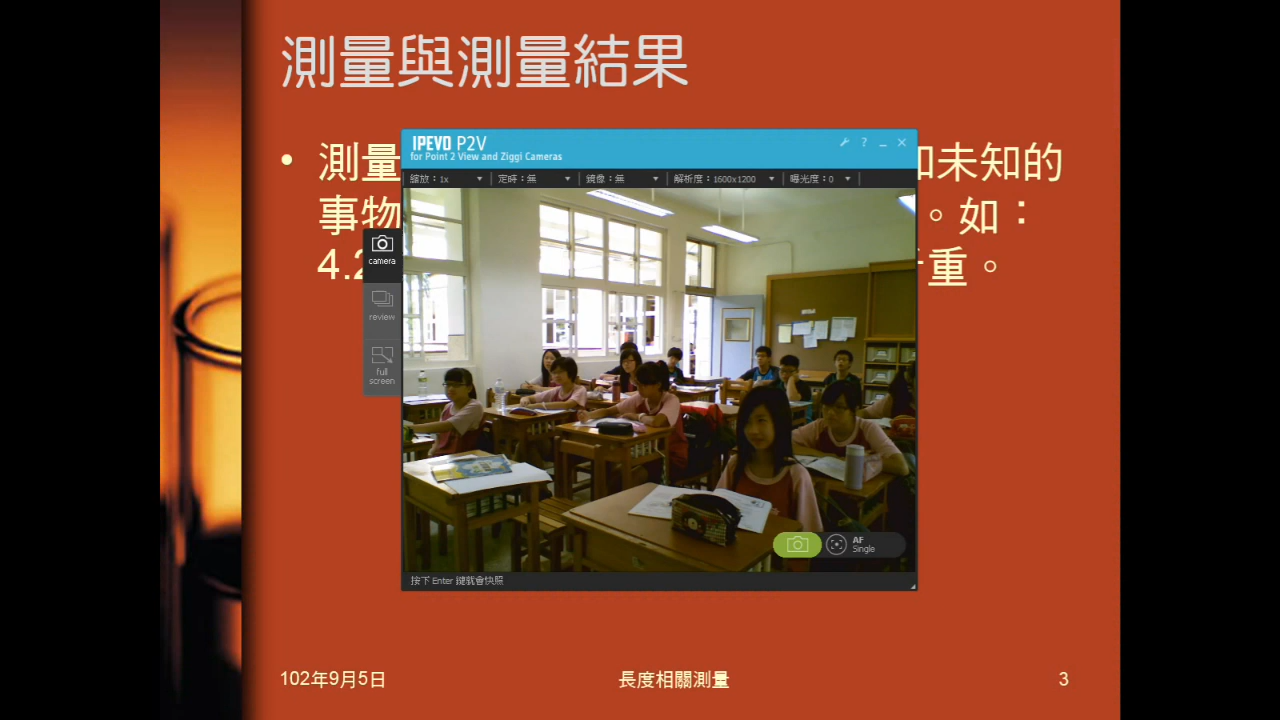 測量與測量結果
• 測量
知未知的
事物
。如：
4.2
重。
IPEVO P2V
for Point 2 View and Ziggi Cameras
縮放：1x
定時：無
鏡像：無
解析度：1600x1200
曝光度：0
camera
review
full
screen
AF
Single
按下 Enter 鍵就會快照
102年9月5日
長度相關測量
3